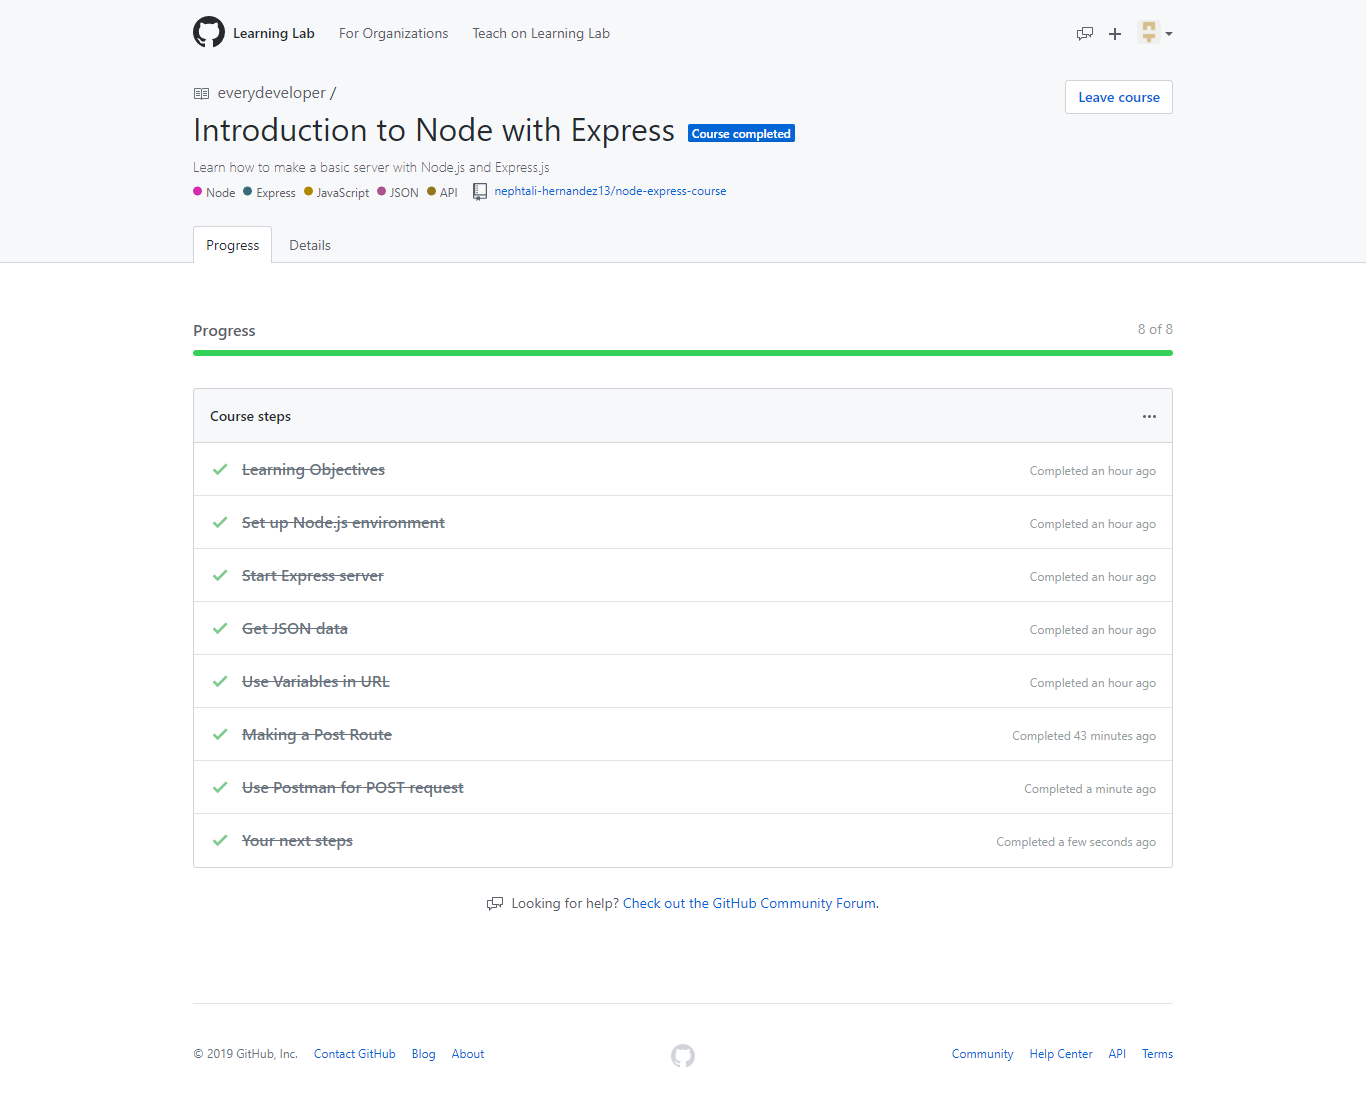 Learning Lab For Organizations Teach on Learning Lab
everydeveloper /
Leave course
Introduction to Node with Express Course completed
Learn how to make a basic server with Node.js and Express.js
Node Express JavaScript JSON API nephtali-hernandez13/node-express-course
Progress Details
Progress 8 of 8
Course steps
Learning Objectives Completed an hour ago
Set up Node.js environment Completed an hour ago
Start Express server Completed an hour ago
Get JSON data Completed an hour ago
Use Variables in URL Completed an hour ago
Making a Post Route Completed 43 minutes ago
Use Postman for POST request Completed a minute ago
Your next steps Completed a few seconds ago
Looking for help? Check out the GitHub Community Forum.
© 2019 GitHub, Inc. Contact GitHub Blog About Community Help Center API Terms